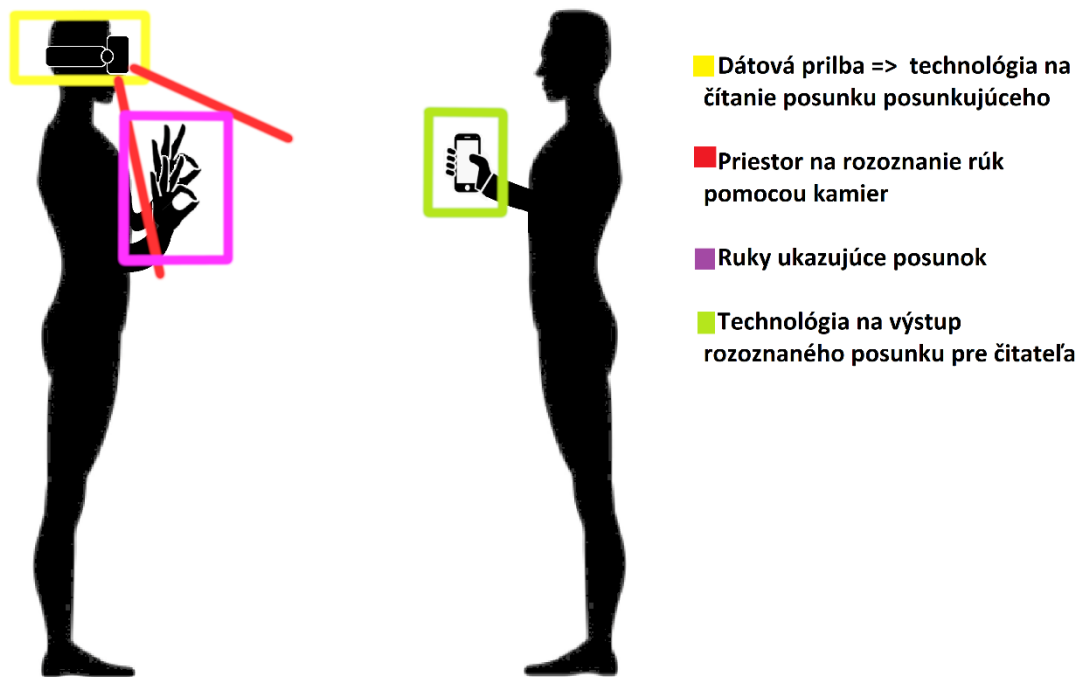 Dátová prilba => technológia na
čítanie posunku posunkujúceho
Priestor na rozoznanie rúk
pomocou kamier
Ruky ukazujúce posunok
Technológia na výstup
rozoznaného posunku pre čitateľa